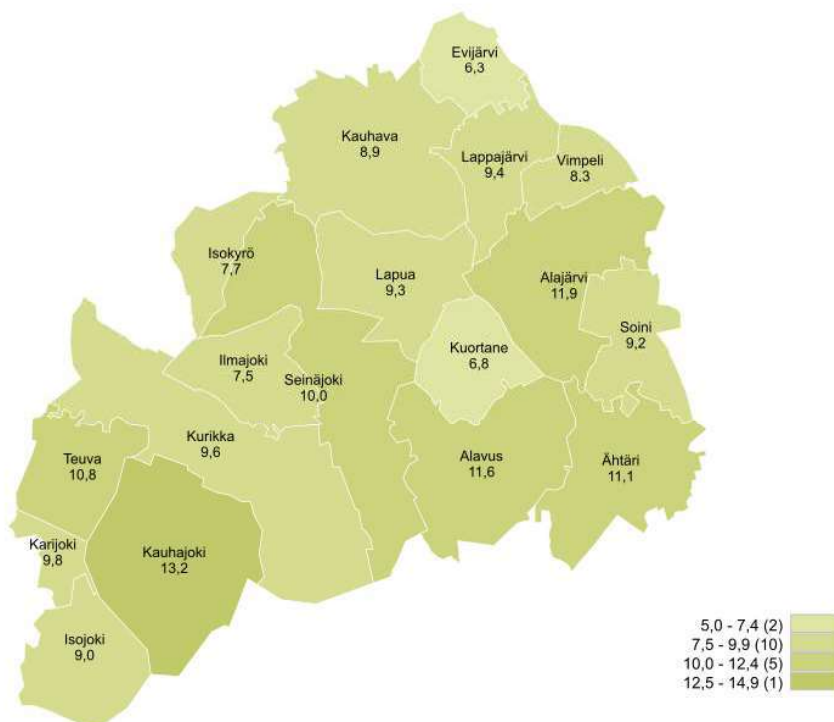 Evijärvi
6,3
Kauhava
8,9
Lappajärvi
9,4
Vimpeli
8.3
Isokyrö
7,7
Lapua
9,3
Alajärvi
11,9
Soini
9,2
Kuortane
6,8
Ilmajoki
7,5
Seinäjoki
10,0
Kurikka
9,6
Teuva
10,8
Alavus
11,6
Ähtäri
11,1
Karijoki
9,8
Kauhajoki
13,2
Isojoki
9,0
5,0 - 7,4 (2)
7,5 - 9,9 (10)
10,0 - 12,4 (5)
12,5 - 14,9 (1)